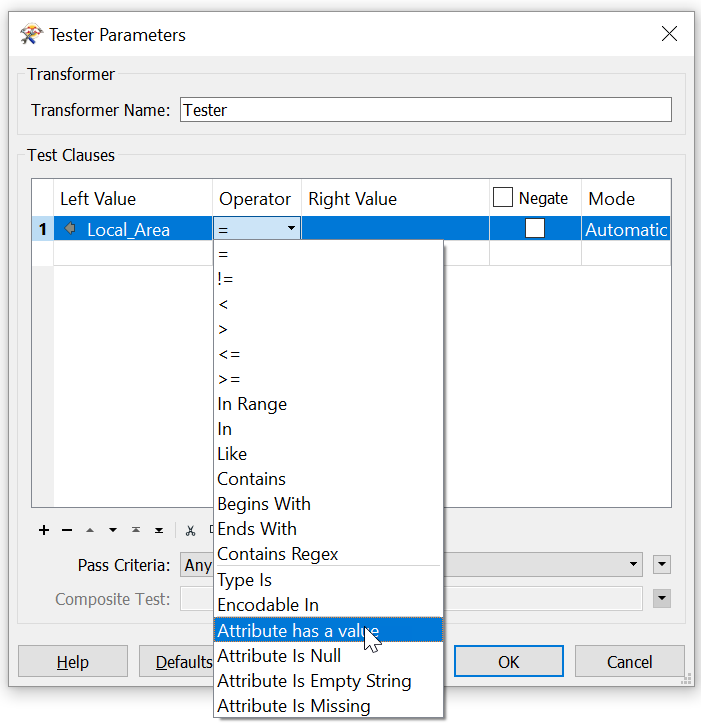 Tester Parameters
Transformer
Transformer Name: Tester
Test Clauses
Left Value Operator Right Value Negate Mode
1 Local_Area = Automatic
=
!=
<
>
<=
>=
In Range
In
Like
Contains
Begins With
Ends With
Contains Regex
Pass Criteria: Any
Type Is
Composite Test:
Encodable In
Attribute has a value
Attribute Is Null
Attribute Is Empty String
Attribute Is Missing
Help Defaults OK Cancel